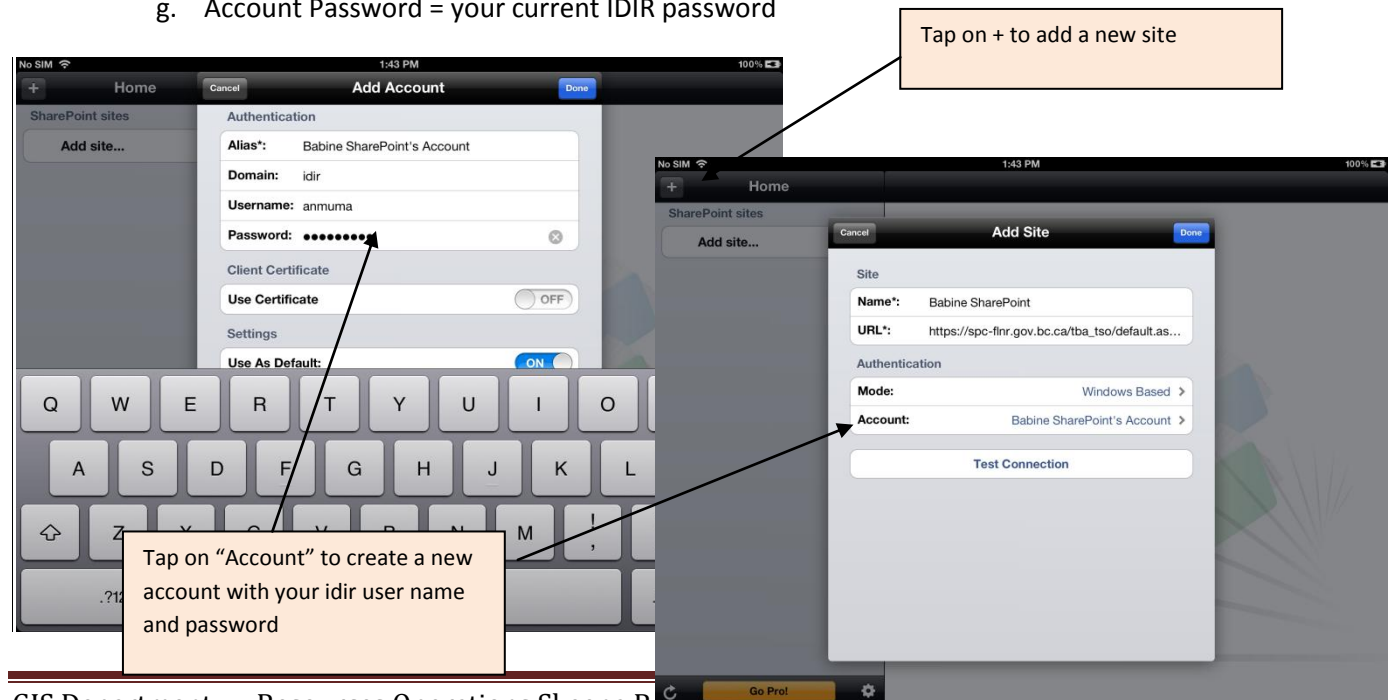 g. Account Password = your current IDIR password
Tap on + to add a new site
No SIM 1:43 PM 100%
+ Home Cancel Add Account Done
SharePoint sites
Add site...
Authentication
Alias*: Babine SharePoint's Account
Domain: idir
Username: anmuma
Password: ●●●●●●●●●
Client Certificate
Use Certificate OFF
Settings
Use As Default: ON
Q W E R T Y U I O
A S D F G H J K L
Z M ! ,
Tap on “Account” to create a new
account with your idir user name
and password
No SIM 1:43 PM 100%
+ Home
SharePoint sites
Add site...
Cancel Add Site Done
Site
Name*: Babine SharePoint
URL*: https://spc-flnr.gov.bc.ca/tba_tso/default.as...
Authentication
Mode: Windows Based >
Account: Babine SharePoint's Account >
Test Connection
Go Pro!